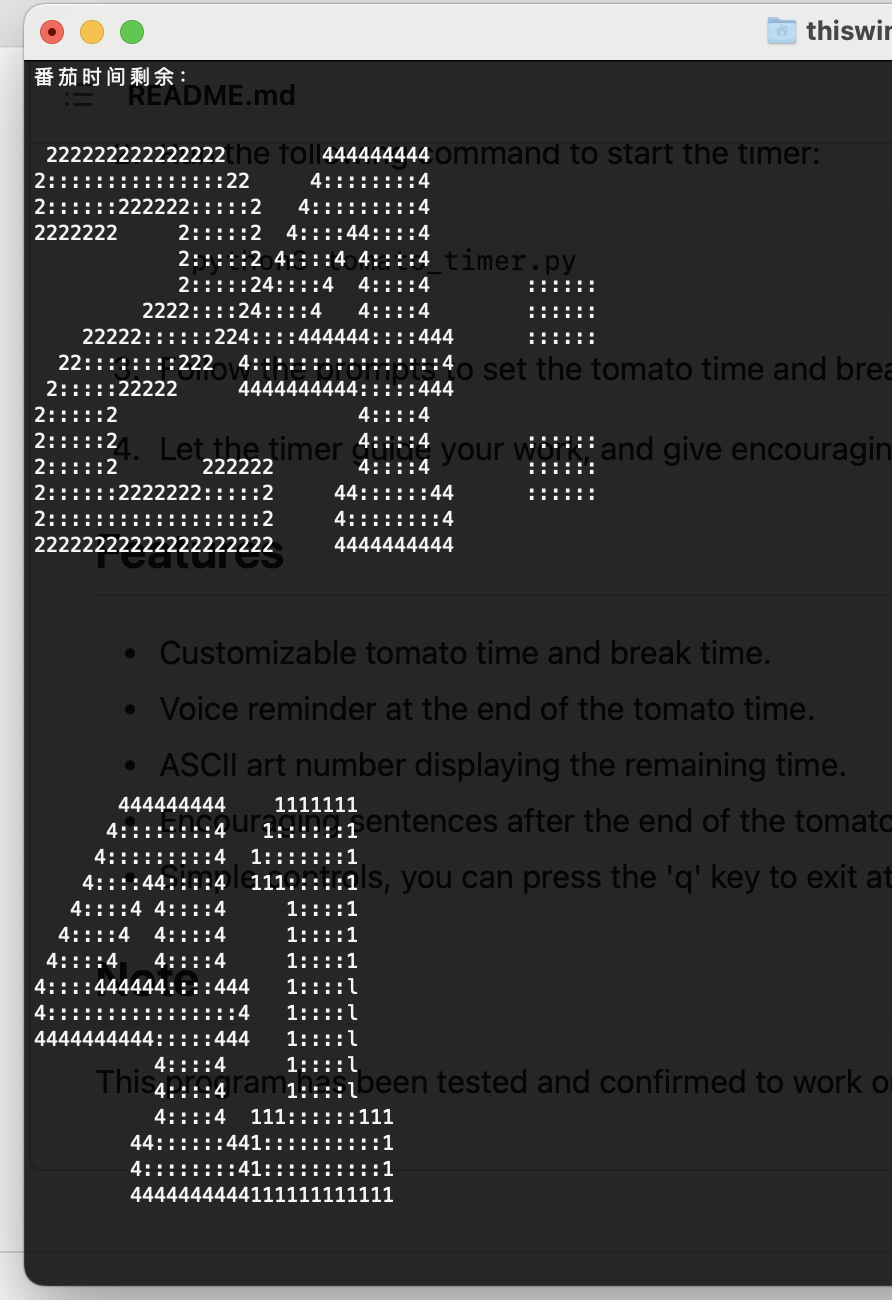 thiswin
番茄时间剩余:
 222222222222222        444444444
2:::::::::::::::22     4::::::::4
2::::::222222:::::2   4:::::::::4
2222222     2:::::2  4::::44::::4
            2:::::2 4::::4 4::::4
            2:::::24::::4  4::::4        ::::::
         2222::::24::::4   4::::4        ::::::
    22222::::::224::::444444::::444      ::::::
  22::::::::222  4::::::::::::::::4
 2:::::22222     4444444444:::::444
2:::::2                    4::::4
2:::::2                    4::::4        ::::::
2:::::2       222222       4::::4        ::::::
2::::::2222222:::::2     44::::::44      ::::::
2::::::::::::::::::2     4::::::::4
22222222222222222222     4444444444
       444444444    1111111
      4::::::::4   1::::::1
     4:::::::::4  1:::::::1
    4::::44::::4  111:::::1
   4::::4 4::::4     1::::1
  4::::4  4::::4     1::::1
 4::::4   4::::4     1::::1
4::::444444::::444   1::::l
4::::::::::::::::4   1::::l
4444444444:::::444   1::::l
          4::::4     1::::l
          4::::4     1::::l
          4::::4  111::::::111
        44::::::441::::::::::1
        4::::::::41::::::::::1
        4444444444111111111111
README.md
the following command to start the timer:
python3 tomato_timer.py
3. Follow the prompts to set the tomato time and brea
4. Let the timer guide your work, and give encouragin
Features
• Customizable tomato time and break time.
• Voice reminder at the end of the tomato time.
• ASCII art number displaying the remaining time.
• Encouraging sentences after the end of the tomato
• Simple controls, you can press the 'q' key to exit at
Note
This program has been tested and confirmed to work o